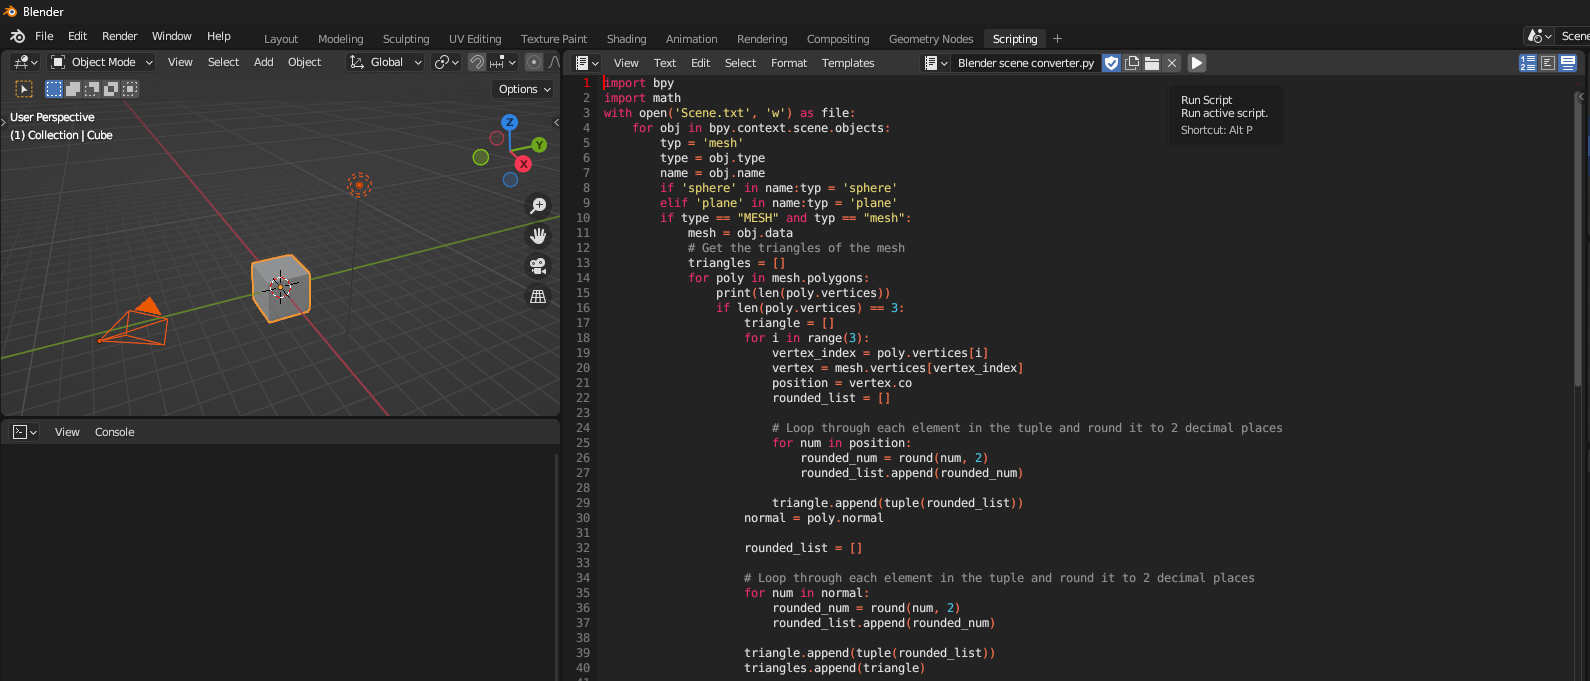 Blender
File Edit Render Window Help Layout Modeling Sculpting UV Editing Texture Paint Shading Animation Rendering Compositing Geometry Nodes Scripting + Scene
Object Mode View Select Add Object Global
Options
User Perspective
(1) Collection | Cube
Z
Y
X
View Console
View Text Edit Select Format Templates Blender scene converter.py
Run Script
Run active script.
Shortcut: Alt P
1 import bpy
2 import math
3 with open('Scene.txt', 'w') as file:
4 for obj in bpy.context.scene.objects:
5 typ = 'mesh'
6 type = obj.type
7 name = obj.name
8 if 'sphere' in name:typ = 'sphere'
9 elif 'plane' in name:typ = 'plane'
10 if type == "MESH" and typ == "mesh":
11 mesh = obj.data
12 # Get the triangles of the mesh
13 triangles = []
14 for poly in mesh.polygons:
15 print(len(poly.vertices))
16 if len(poly.vertices) == 3:
17 triangle = []
18 for i in range(3):
19 vertex_index = poly.vertices[i]
20 vertex = mesh.vertices[vertex_index]
21 position = vertex.co
22 rounded_list = []
23
24 # Loop through each element in the tuple and round it to 2 decimal places
25 for num in position:
26 rounded_num = round(num, 2)
27 rounded_list.append(rounded_num)
28
29 triangle.append(tuple(rounded_list))
30 normal = poly.normal
31
32 rounded_list = []
33
34 # Loop through each element in the tuple and round it to 2 decimal places
35 for num in normal:
36 rounded_num = round(num, 2)
37 rounded_list.append(rounded_num)
38
39 triangle.append(tuple(rounded_list))
40 triangles.append(triangle)